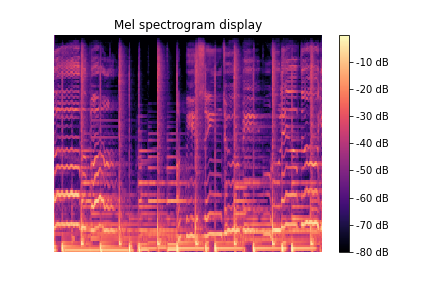 Mel spectrogram display
-10 dB
-20 dB
-30 dB
-40 dB
-50 dB
-60 dB
-70 dB
-80 dB